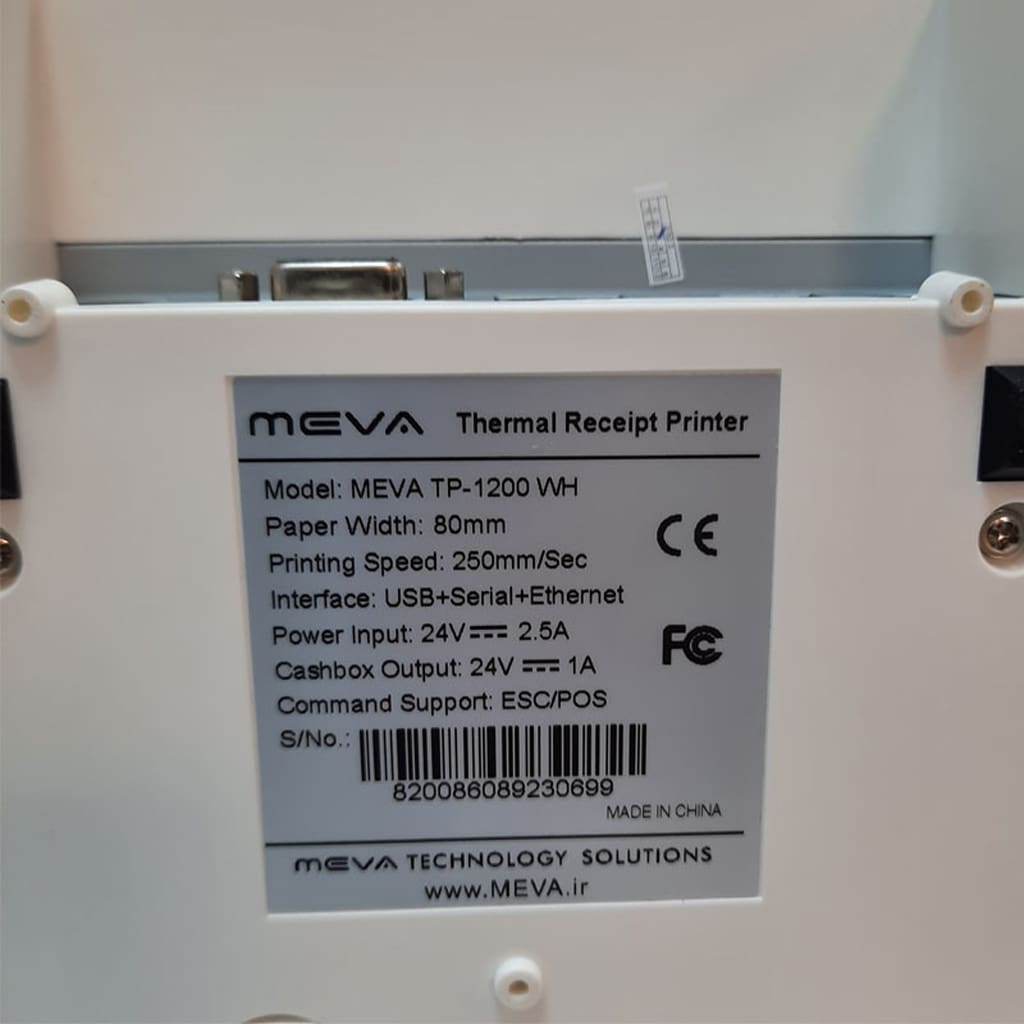 MEVA Thermal Receipt Printer
Model: MEVA TP-1200 WH
Paper Width: 80mm
Printing Speed: 250mm/Sec
Interface: USB+Serial+Ethernet
Power Input: 24V⎓ 2.5A
Cashbox Output: 24V ⎓ 1A
Command Support: ESC/POS
CE
FC
S/No.:
820086089230699
MADE IN CHINA
MEVA TECHNOLOGY SOLUTIONS
www.MEVA.ir